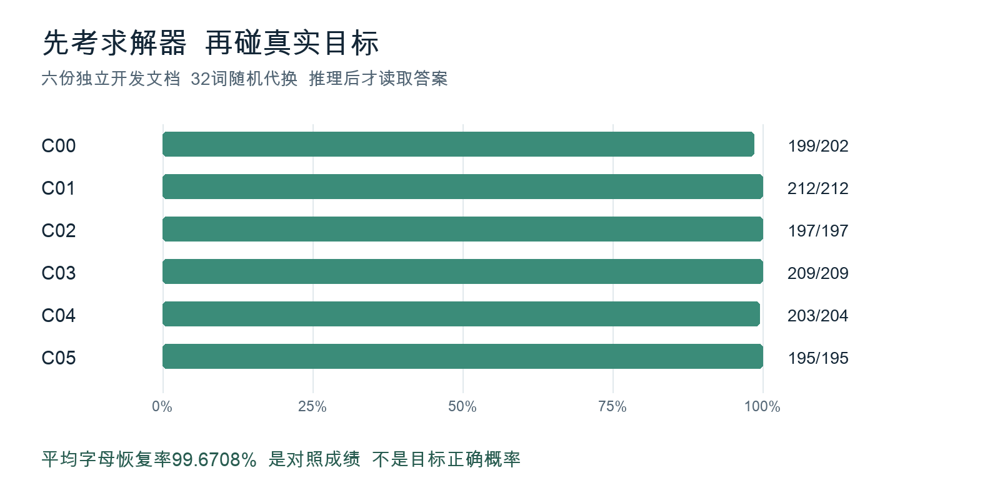 先考求解器 再碰真实目标
六份独立开发文档 32词随机代换 推理后才读取答案
C00 199/202
C01 212/212
C02 197/197
C03 209/209
C04 203/204
C05 195/195
0% 25% 50% 75% 100%
平均字母恢复率99.6708% 是对照成绩 不是目标正确概率